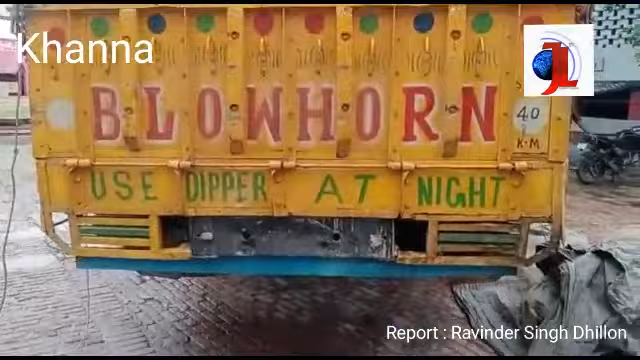 Khanna
BLOWHORN
40
K·M
USE DIPPER AT NIGHT
Report : Ravinder Singh Dhillon